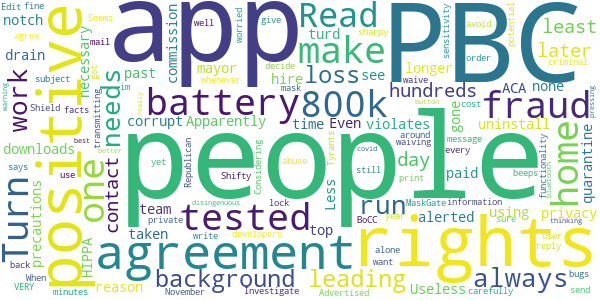 Edit fine Seems app PBC sharpy sensitivity
agree well worried give Read commission notch least
drain mail necessary past mayor turd avoid potential
later order decide criminal
positive needs make loss see hire longer
subject got Shield facts im transmitting battery 800k whenever mask waive hundreds ACA none
work warning fraud
Apparently gone cost uninstall
corrupt time Even violates message waiving around every
Turn downloads one people home
says yet Republican Shifty Considering abuse still covid day paid button beeps pressing
contact tested run functionality quarantine
precautions HIPPA use best better easily disingenuous lock Less Tyrants print alerted MaskGate bluetooth using privacy
team taken top
private write developers BoCC year information user
back reason agreement rights
When alone want reply sure thinking
VERY minutes background leading always bugs
November Investigate Advertised Useless carefully send